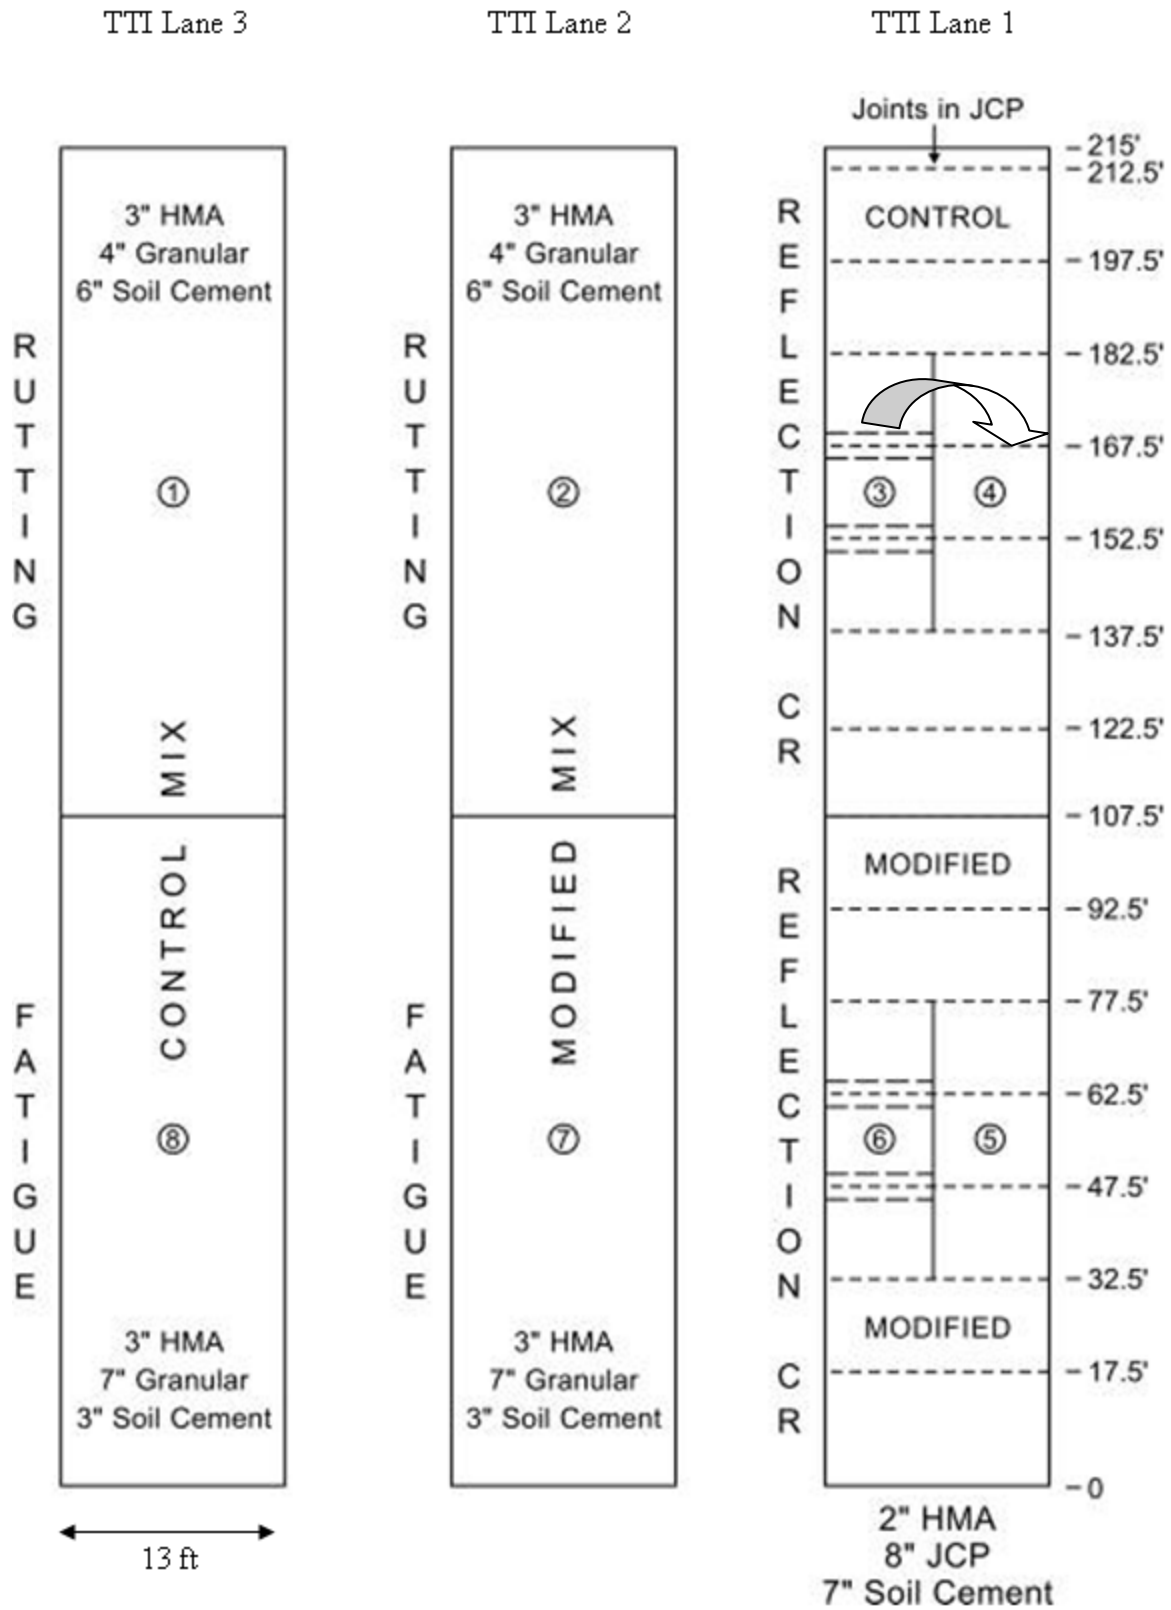 TTI Lane 3
3" HMA
4" Granular
6" Soil Cement
RUTTING
①
MIX
CONTROL
FATIGUE
⑧
3" HMA
7" Granular
3" Soil Cement
13 ft
TTI Lane 2
3" HMA
4" Granular
6" Soil Cement
RUTTING
②
MIX
MODIFIED
FATIGUE
⑦
3" HMA
7" Granular
3" Soil Cement
TTI Lane 1
Joints in JCP
REFLECTION CR
CONTROL
③
④
REFLECTION CR
MODIFIED
⑥
⑤
MODIFIED
215'
212.5'
197.5'
182.5'
167.5'
152.5'
137.5'
122.5'
107.5'
92.5'
77.5'
62.5'
47.5'
32.5'
17.5'
0
2" HMA
8" JCP
7" Soil Cement